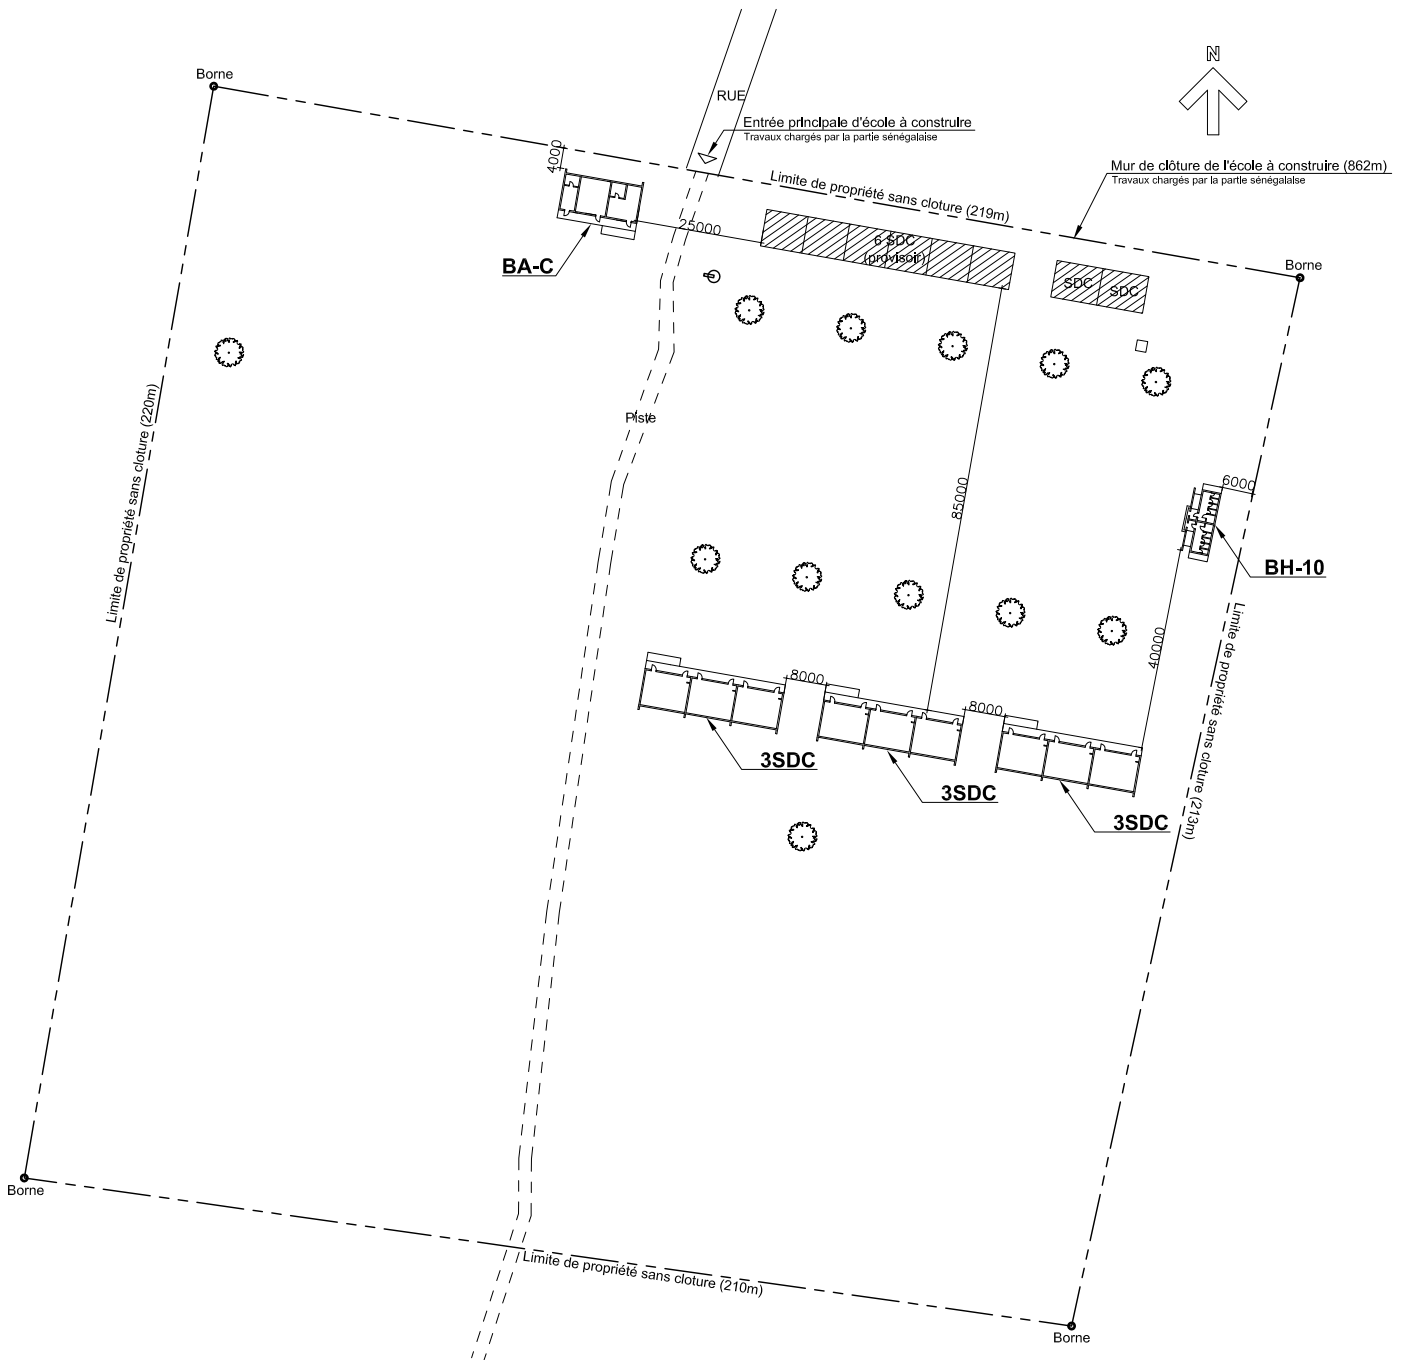 N
Borne
RUE
Entrée principale d'école à construire
Travaux chargés par la partie sénégalaise
4000
Mur de clôture de l'école à construire (862m)
Travaux chargés par la partie sénégalaise
Limite de propriété sans cloture (219m)
25000
6 SDC
(provisoir)
BA-C
Borne
SDC
SDC
Piste
Limite de propriété sans cloture (220m)
85000
6000
BH-10
Limite de propriété sans cloture (213m)
40000
8000
8000
3SDC
3SDC
3SDC
Borne
Limite de propriété sans cloture (210m)
Borne